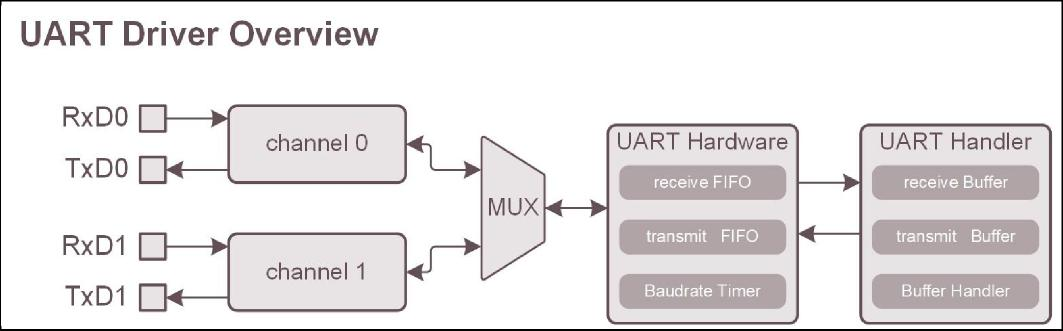 UART Driver Overview
RxD0
TxD0
channel 0
RxD1
TxD1
channel 1
MUX
UART Hardware
receive FIFO
transmit FIFO
Baudrate Timer
UART Handler
receive Buffer
transmit Buffer
Buffer Handler